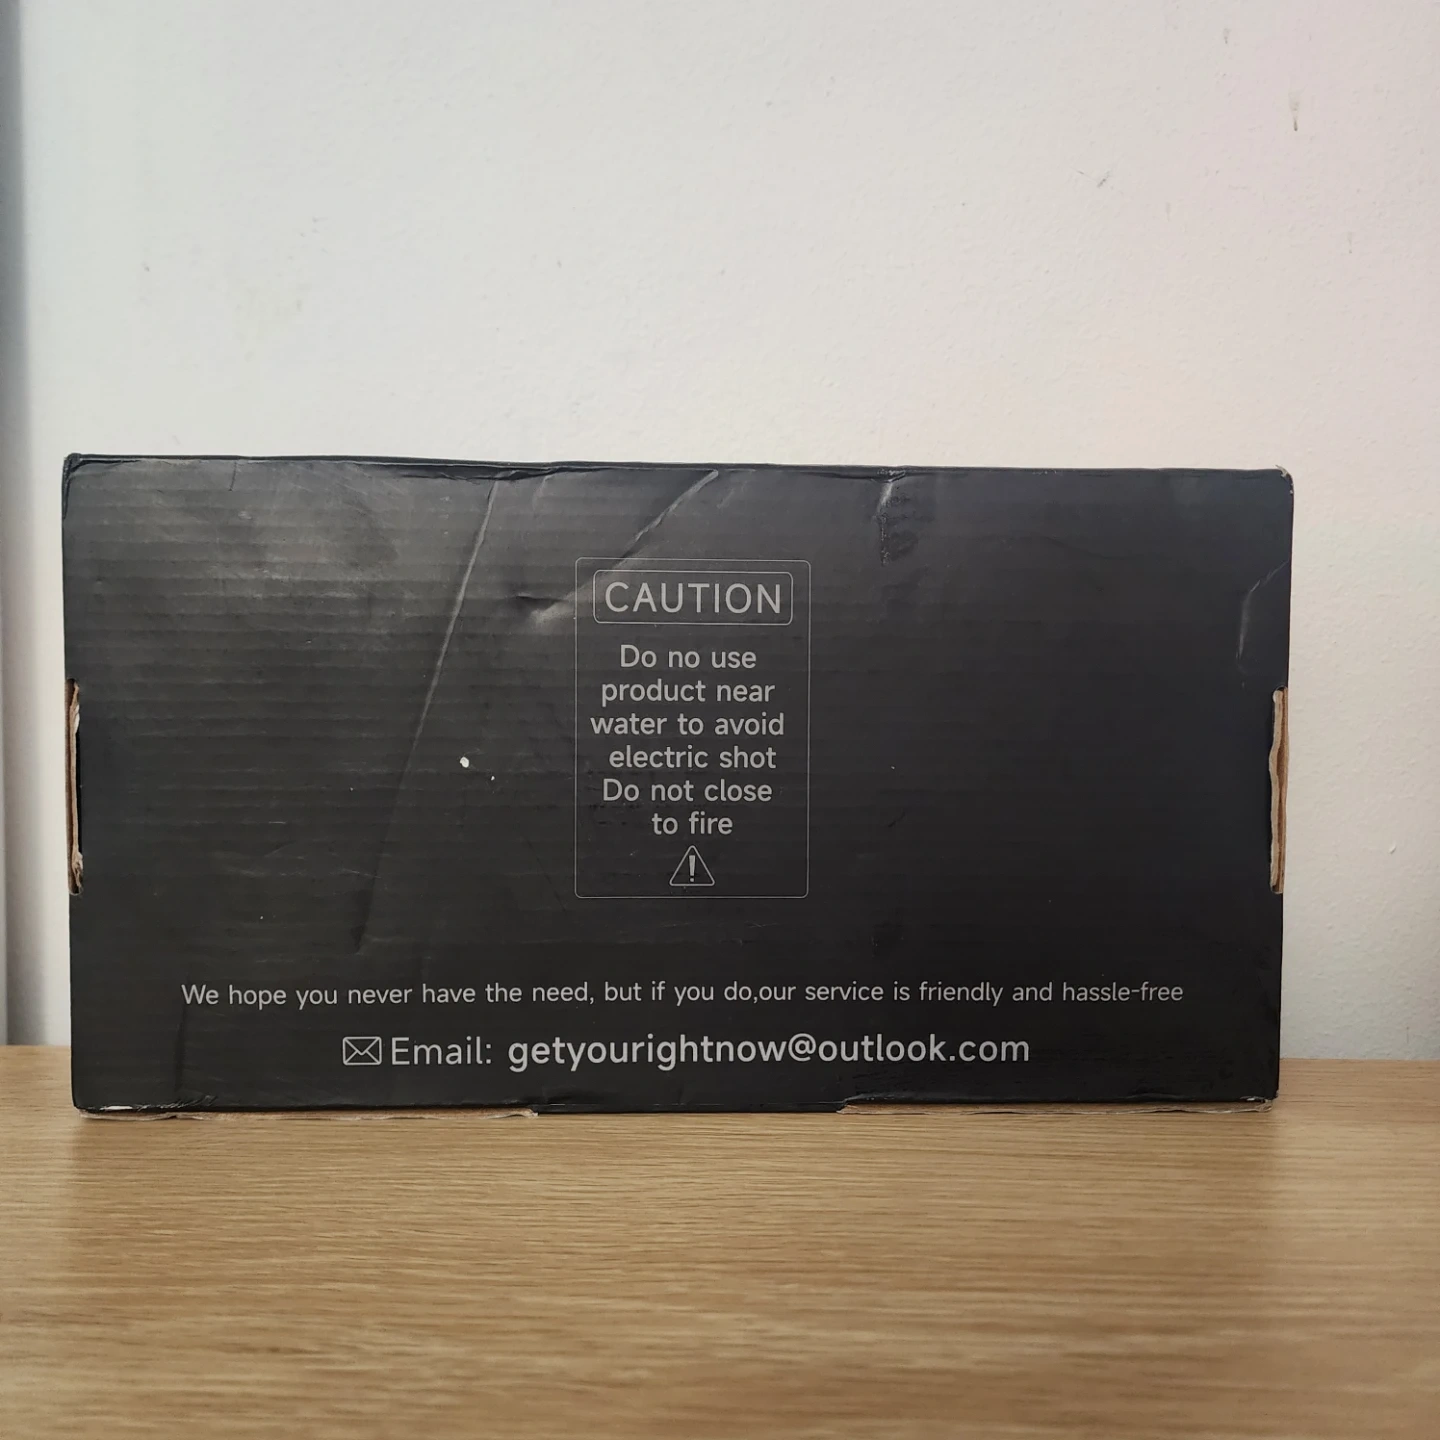 CAUTION
Do no use
product near
water to avoid
electric shot
Do not close
to fire
We hope you never have the need, but if you do,our service is friendly and hassle-free
Email: getyourightnow@outlook.com